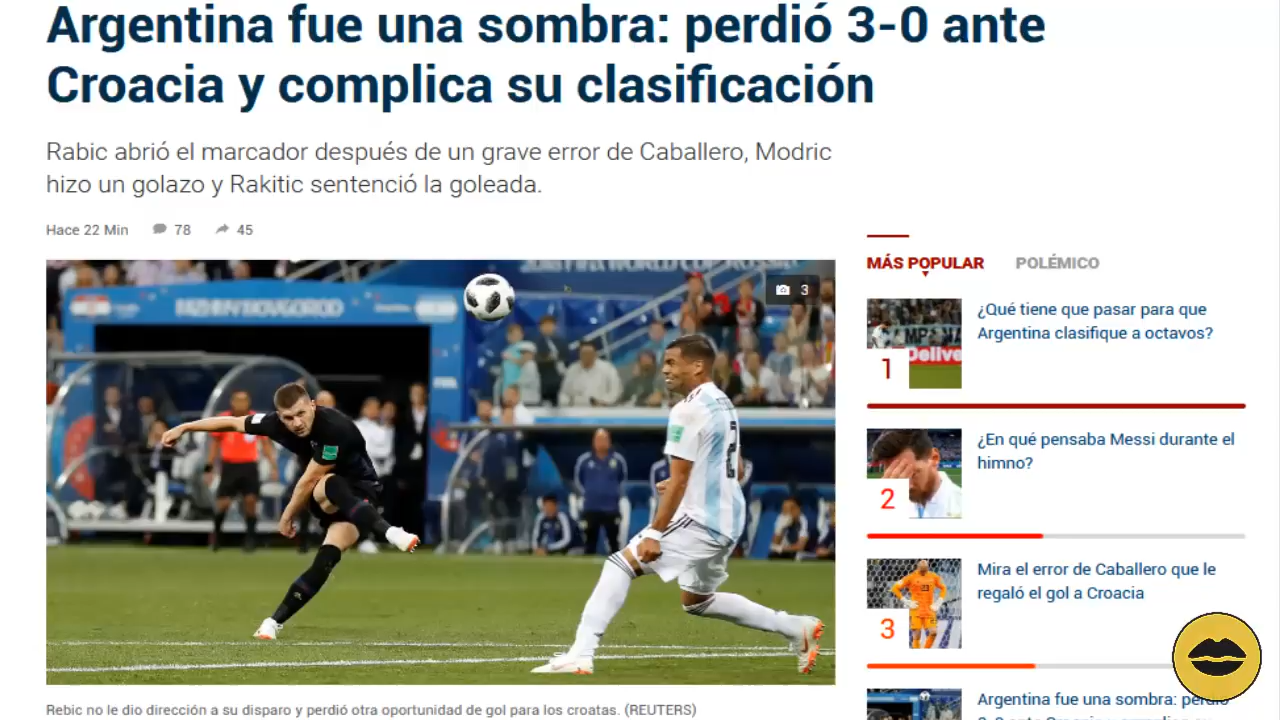 Argentina fue una sombra: perdió 3-0 ante
Croacia y complica su clasificación
Rabic abrió el marcador después de un grave error de Caballero, Modric
hizo un golazo y Rakitic sentenció la goleada.
Hace 22 Min
78
45
3
NIZHNY NOVGOROD
2
Rebic no le dio dirección a su disparo y perdió otra oportunidad de gol para los croatas. (REUTERS)
MÁS POPULAR
POLÉMICO
1
¿Qué tiene que pasar para que
Argentina clasifique a octavos?
2
¿En qué pensaba Messi durante el
himno?
3
Mira el error de Caballero que le
regaló el gol a Croacia
Argentina fue una sombra: